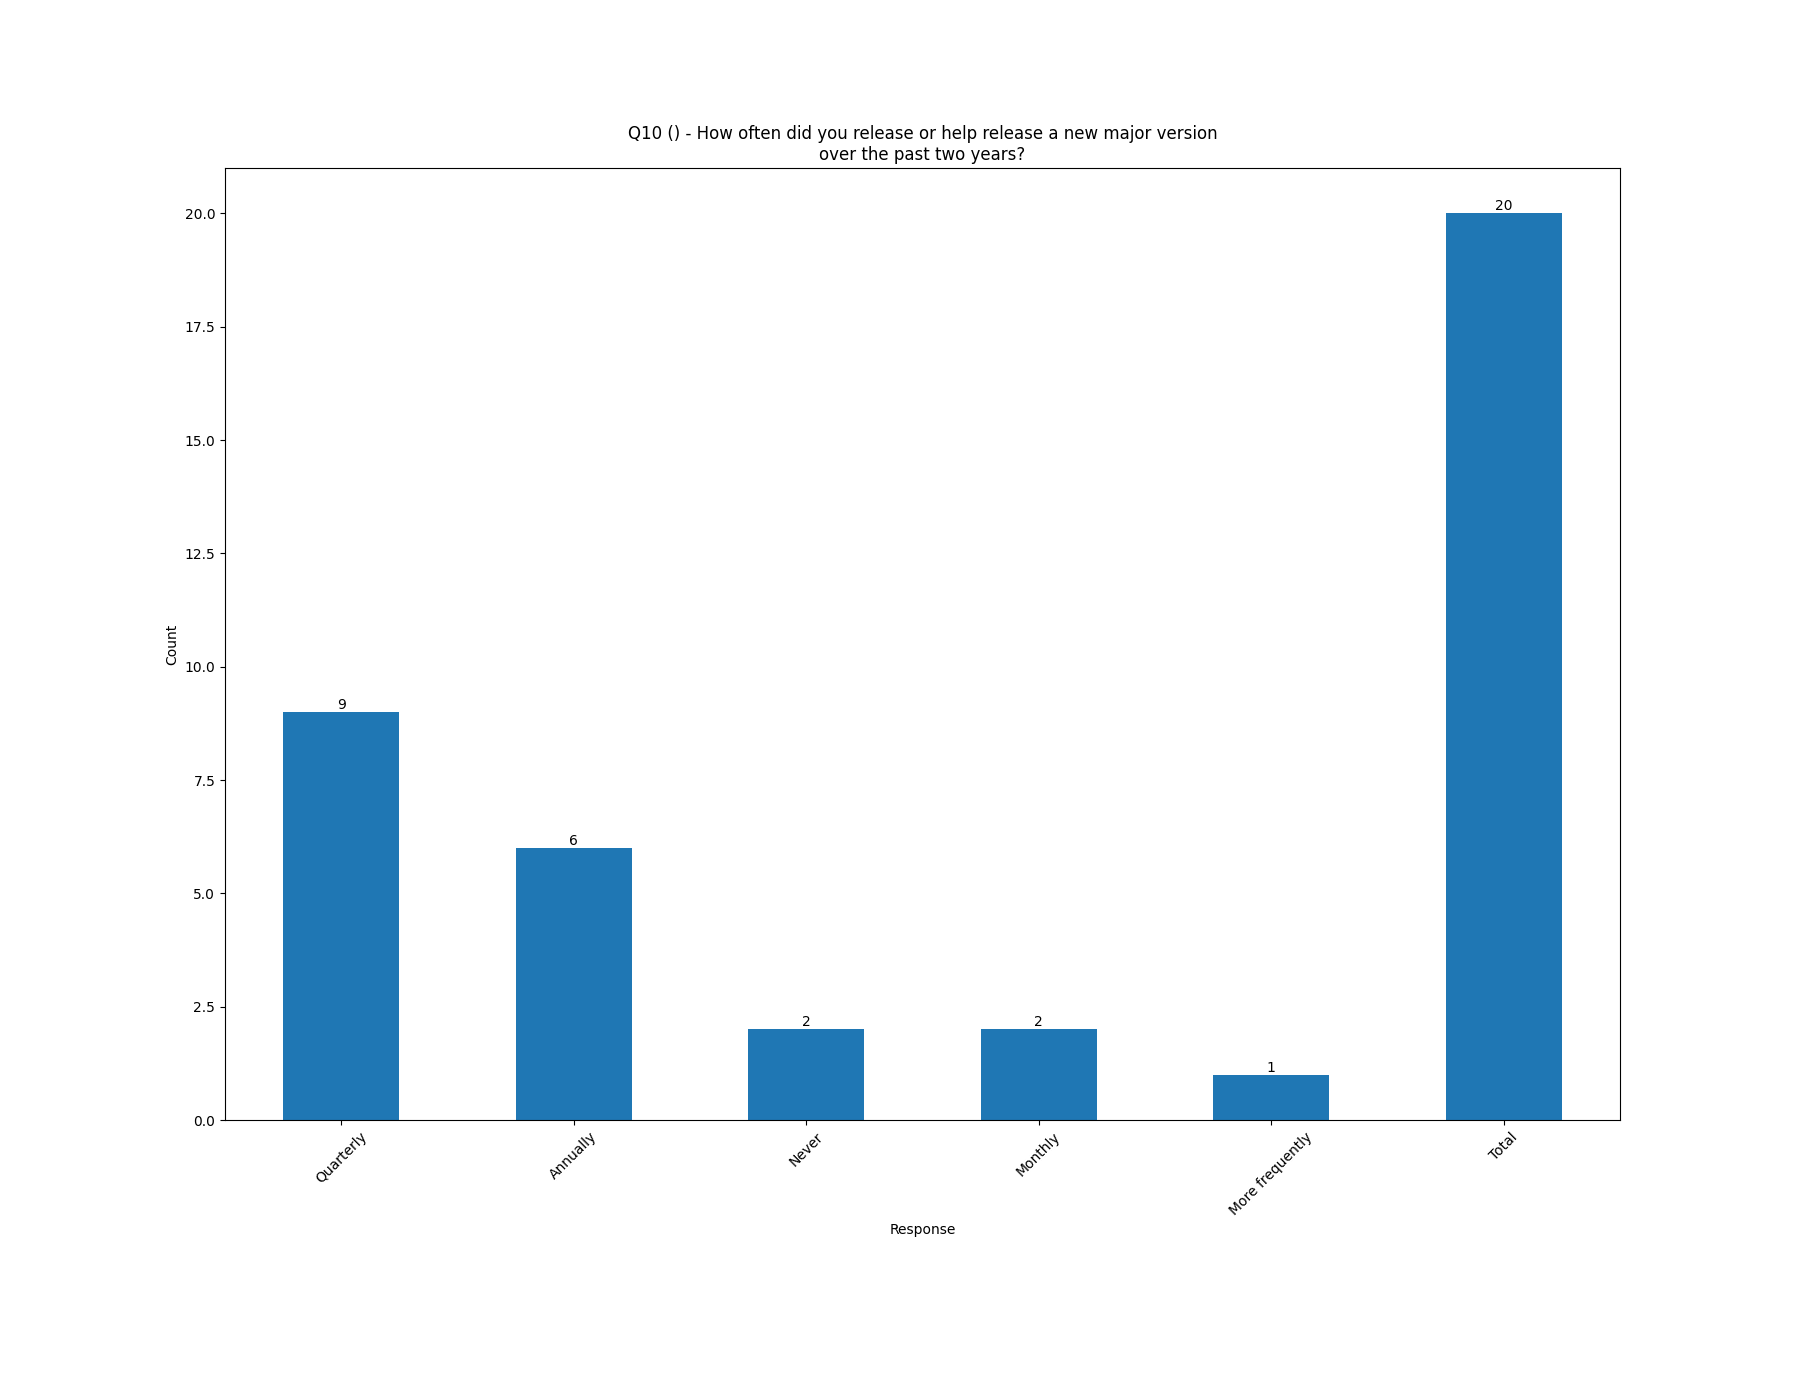 Q10 () - How often did you release or help release a new major version
over the past two years?
20.0
17.5
15.0
12.5
10.0
7.5
5.0
2.5
0.0
Count
9
6
2
2
1
20
Quarterly
Annually
Never
Monthly
More frequently
Total
Response